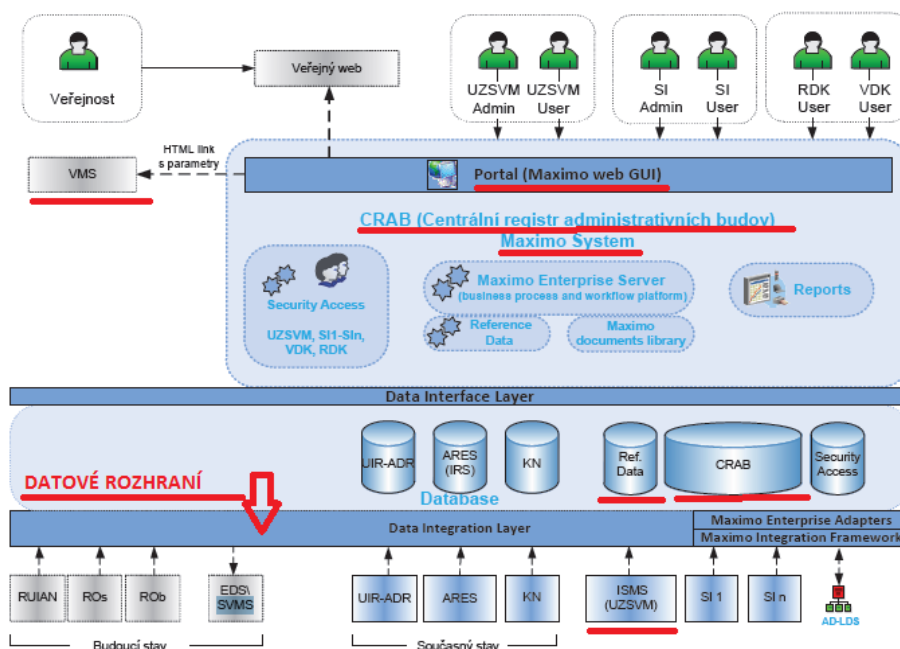 Veřejnost
Veřejný web
UZSVM
Admin
UZSVM
User
SI
Admin
SI
User
RDK
User
VDK
User
HTML link
s parametry
VMS
Portal (Maximo web GUI)
CRAB (Centrální registr administrativních budov)
Maximo System
Security Access
UZSVM, SI1-SIn,
VDK, RDK
Maximo Enterprise Server
(business process and workflow platform)
Reference
Data
Maximo
documents library
Reports
Data Interface Layer
UIR-ADR
ARES
(IRS)
KN
Ref.
Data
CRAB
Security
Access
DATOVÉ ROZHRANÍ
Database
Data Integration Layer
Maximo Enterprise Adapters
Maximo Integration Framework
RUIAN
ROs
ROb
EDS\
SVMS
UIR-ADR
ARES
KN
ISMS
(UZSVM)
SI 1
SI n
AD-LDS
Budoucí stav
Současný stav